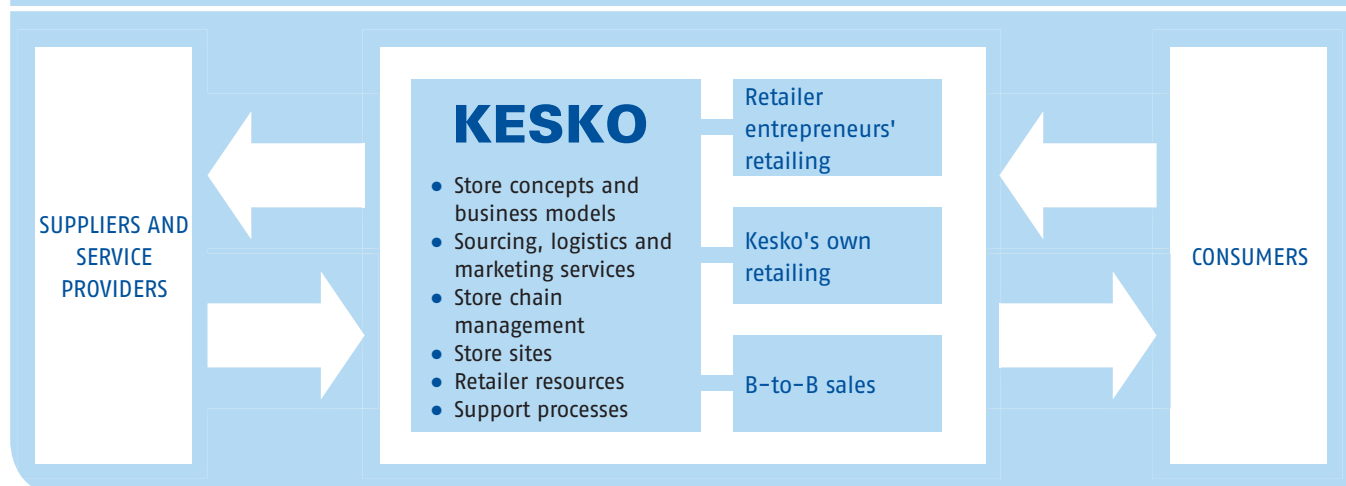 SUPPLIERS AND
SERVICE
PROVIDERS
KESKO
• Store concepts and
business models
• Sourcing, logistics and
marketing services
• Store chain
management
• Store sites
• Retailer resources
• Support processes
Retailer
entrepreneurs'
retailing
Kesko's own
retailing
B-to-B sales
CONSUMERS